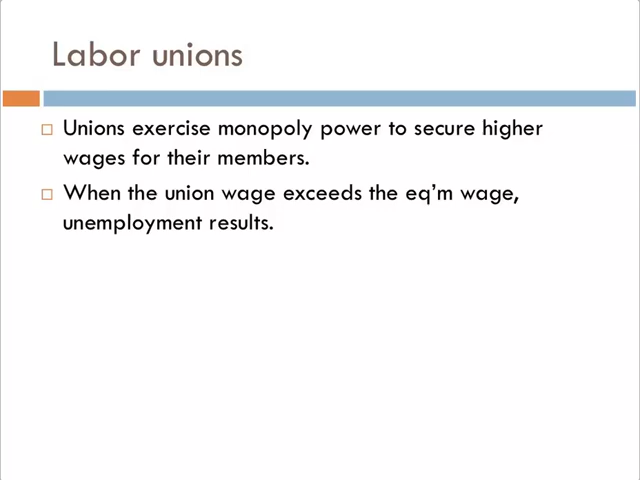 Labor unions
Unions exercise monopoly power to secure higher
wages for their members.
When the union wage exceeds the eq’m wage,
unemployment results.